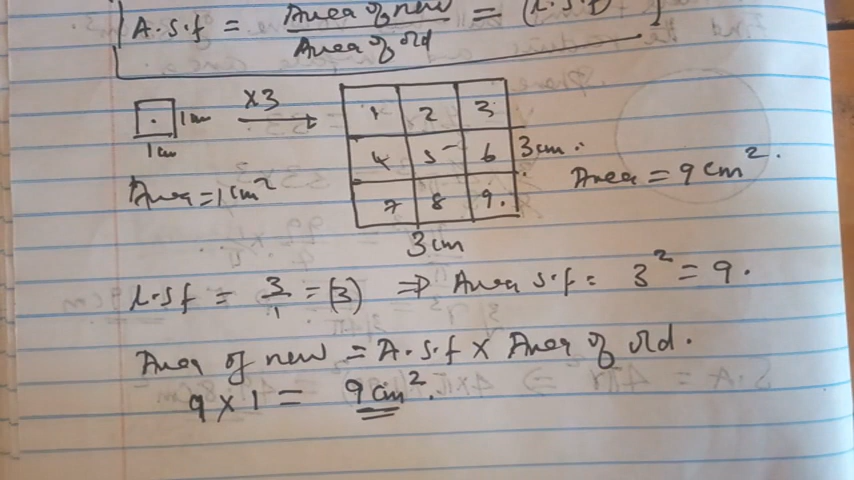 A.S.f = Area of new / Area of old = (L.S.f)
1cm
×3
1cm
Area = 1cm²
1 2 3
4 5 6
7 8 9.
3cm.
3cm
Area = 9cm².
L.Sf = 3/1 = (3) ⇒ Area S.f = 3² = 9.
Area of new = A.S.f × Area of old.
9 × 1 = 9cm².